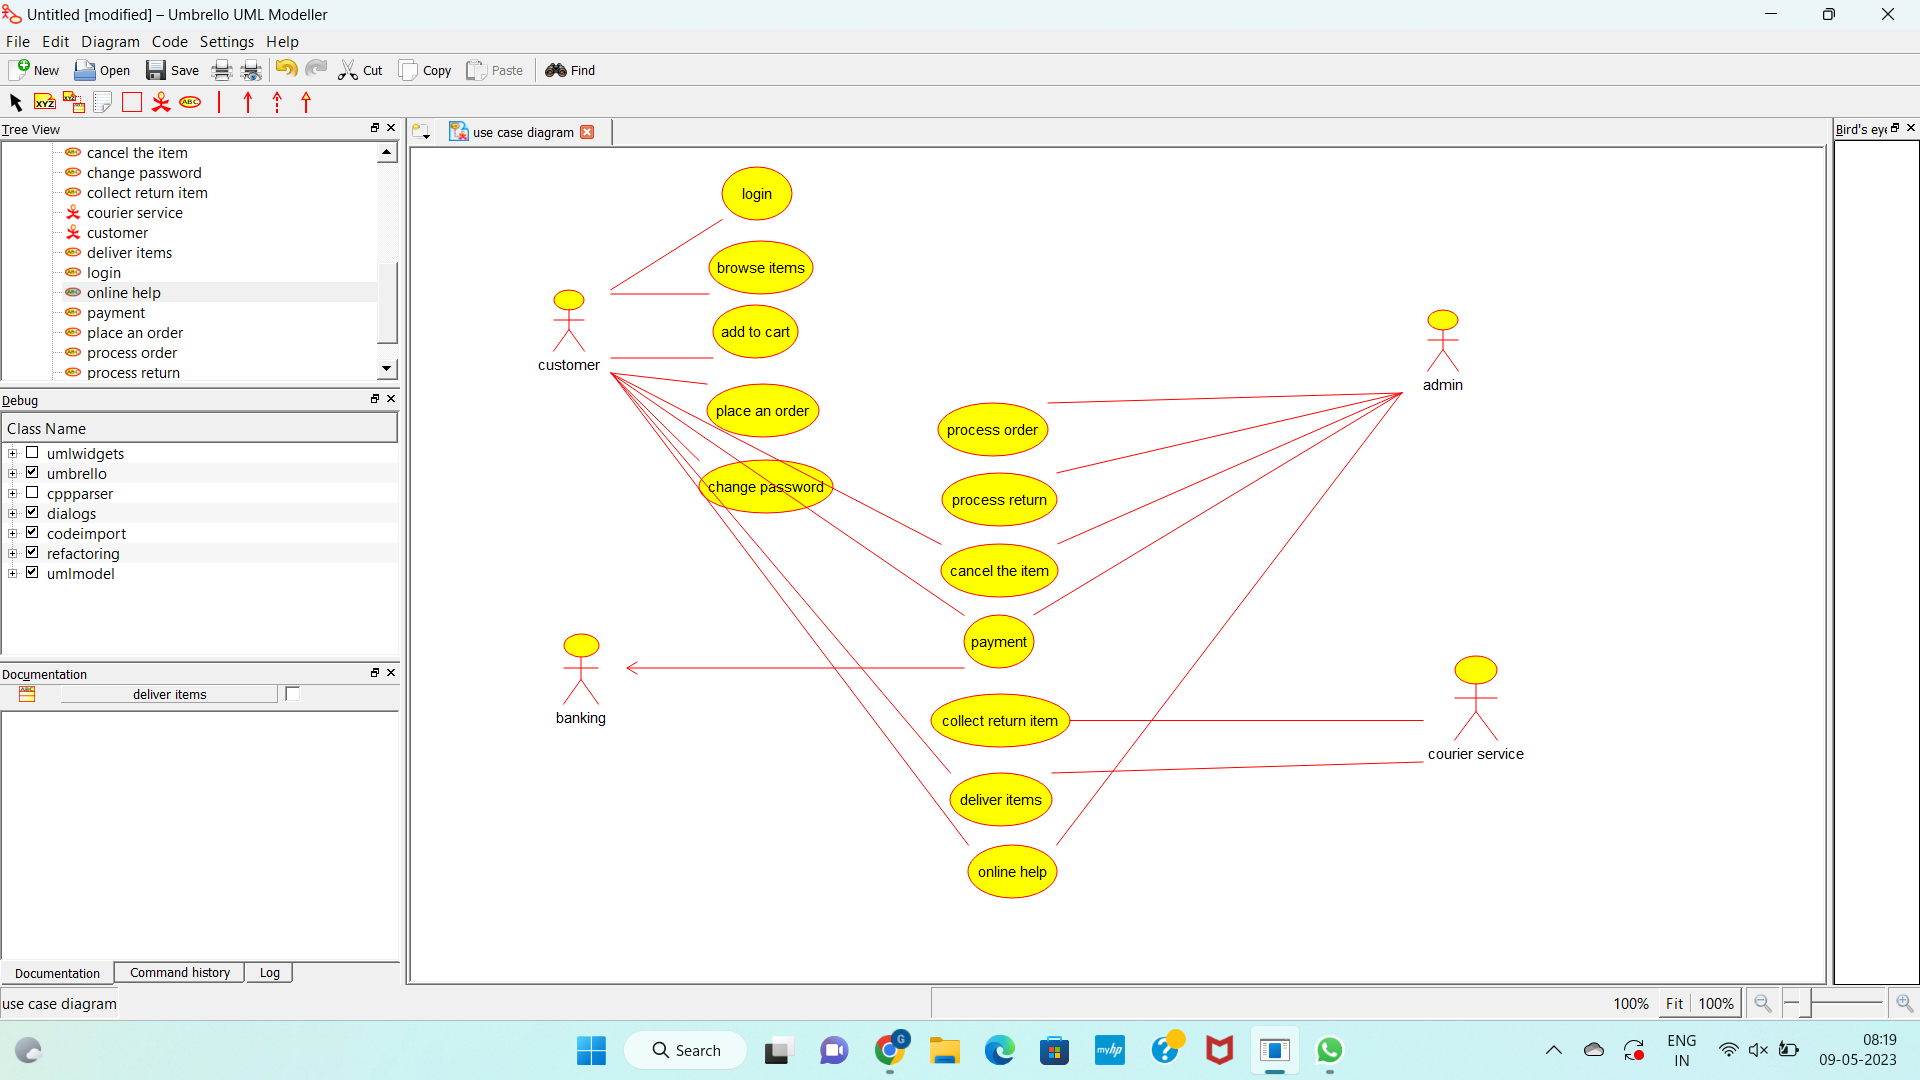 Untitled [modified] – Umbrello UML Modeller
File Edit Diagram Code Settings Help
New Open Save Cut Copy Paste Find
XYZ XYZ ABC
Tree View
use case diagram
Bird's eye
cancel the item
change password
collect return item
courier service
customer
deliver items
login
online help
payment
place an order
process order
process return
Debug
Class Name
umlwidgets
umbrello
cppparser
dialogs
codeimport
refactoring
umlmodel
Documentation
deliver items
Documentation Command history Log
login
browse items
add to cart
customer
place an order
change password
admin
process order
process return
cancel the item
payment
banking
collect return item
courier service
deliver items
online help
use case diagram
100% Fit 100%
Search
G
myhp
ENG
IN
08:19
09-05-2023